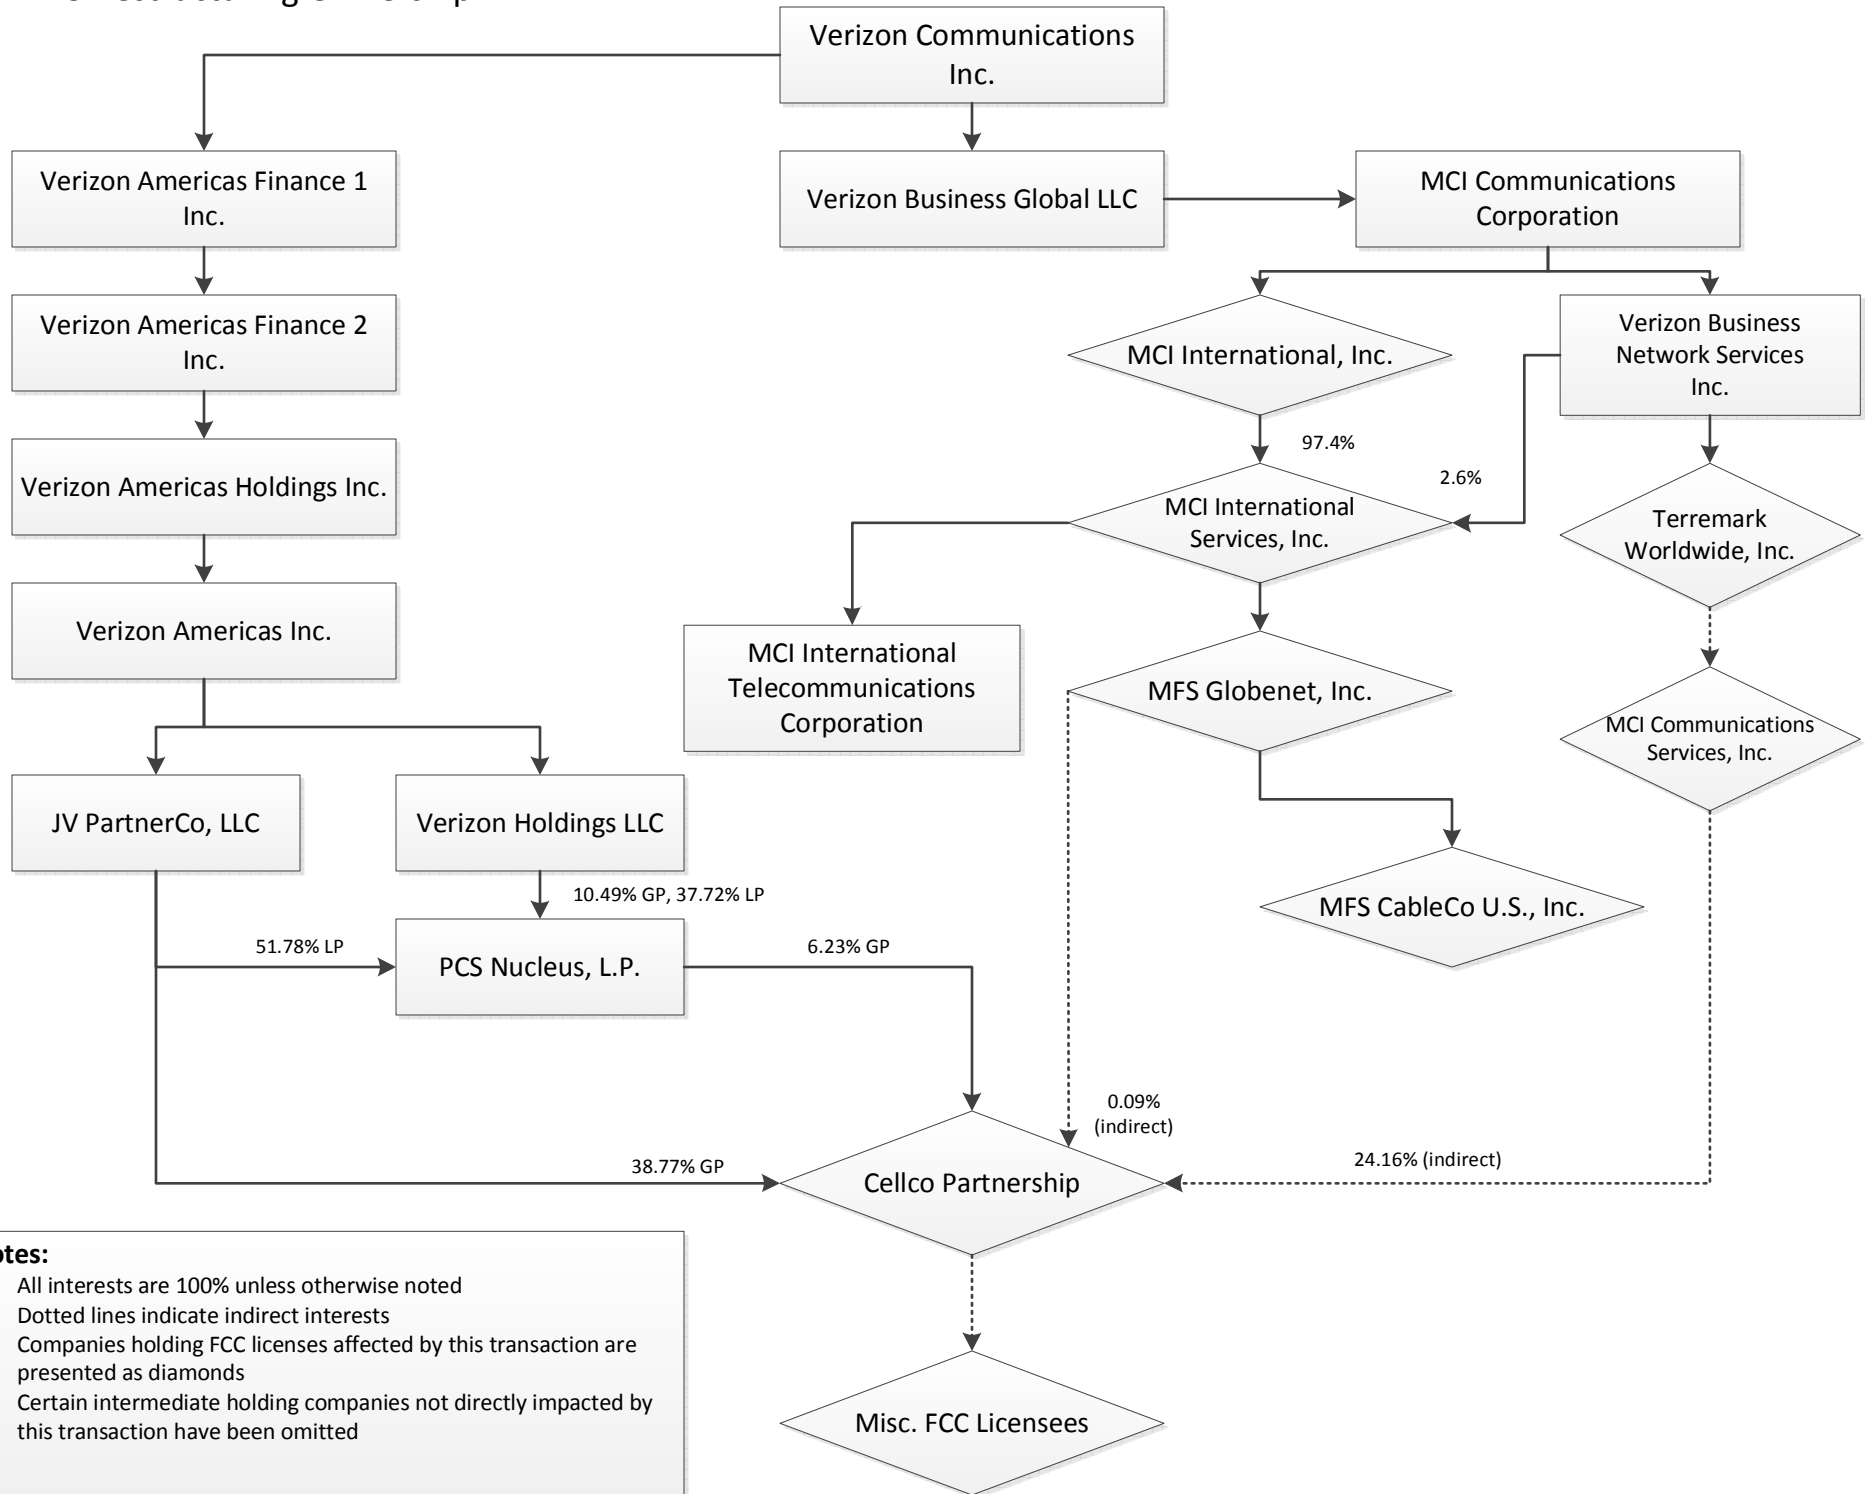 Verizon Communications
Inc.
Verizon Americas Finance 1
Inc.
Verizon Business Global LLC
MCI Communications
Corporation
Verizon Americas Finance 2
Inc.
MCI International, Inc.
Verizon Business
Network Services
Inc.
97.4%
2.6%
Verizon Americas Holdings Inc.
MCI International
Services, Inc.
Terremark
Worldwide, Inc.
Verizon Americas Inc.
MCI International
Telecommunications
Corporation
MFS Globenet, Inc.
MCI Communications
Services, Inc.
JV PartnerCo, LLC
Verizon Holdings LLC
10.49% GP, 37.72% LP
MFS CableCo U.S., Inc.
51.78% LP
PCS Nucleus, L.P.
6.23% GP
0.09%
(indirect)
38.77% GP
Cellco Partnership
24.16% (indirect)
All interests are 100% unless otherwise noted
Dotted lines indicate indirect interests
Companies holding FCC licenses affected by this transaction are
presented as diamonds
Certain intermediate holding companies not directly impacted by
this transaction have been omitted
Misc. FCC Licensees